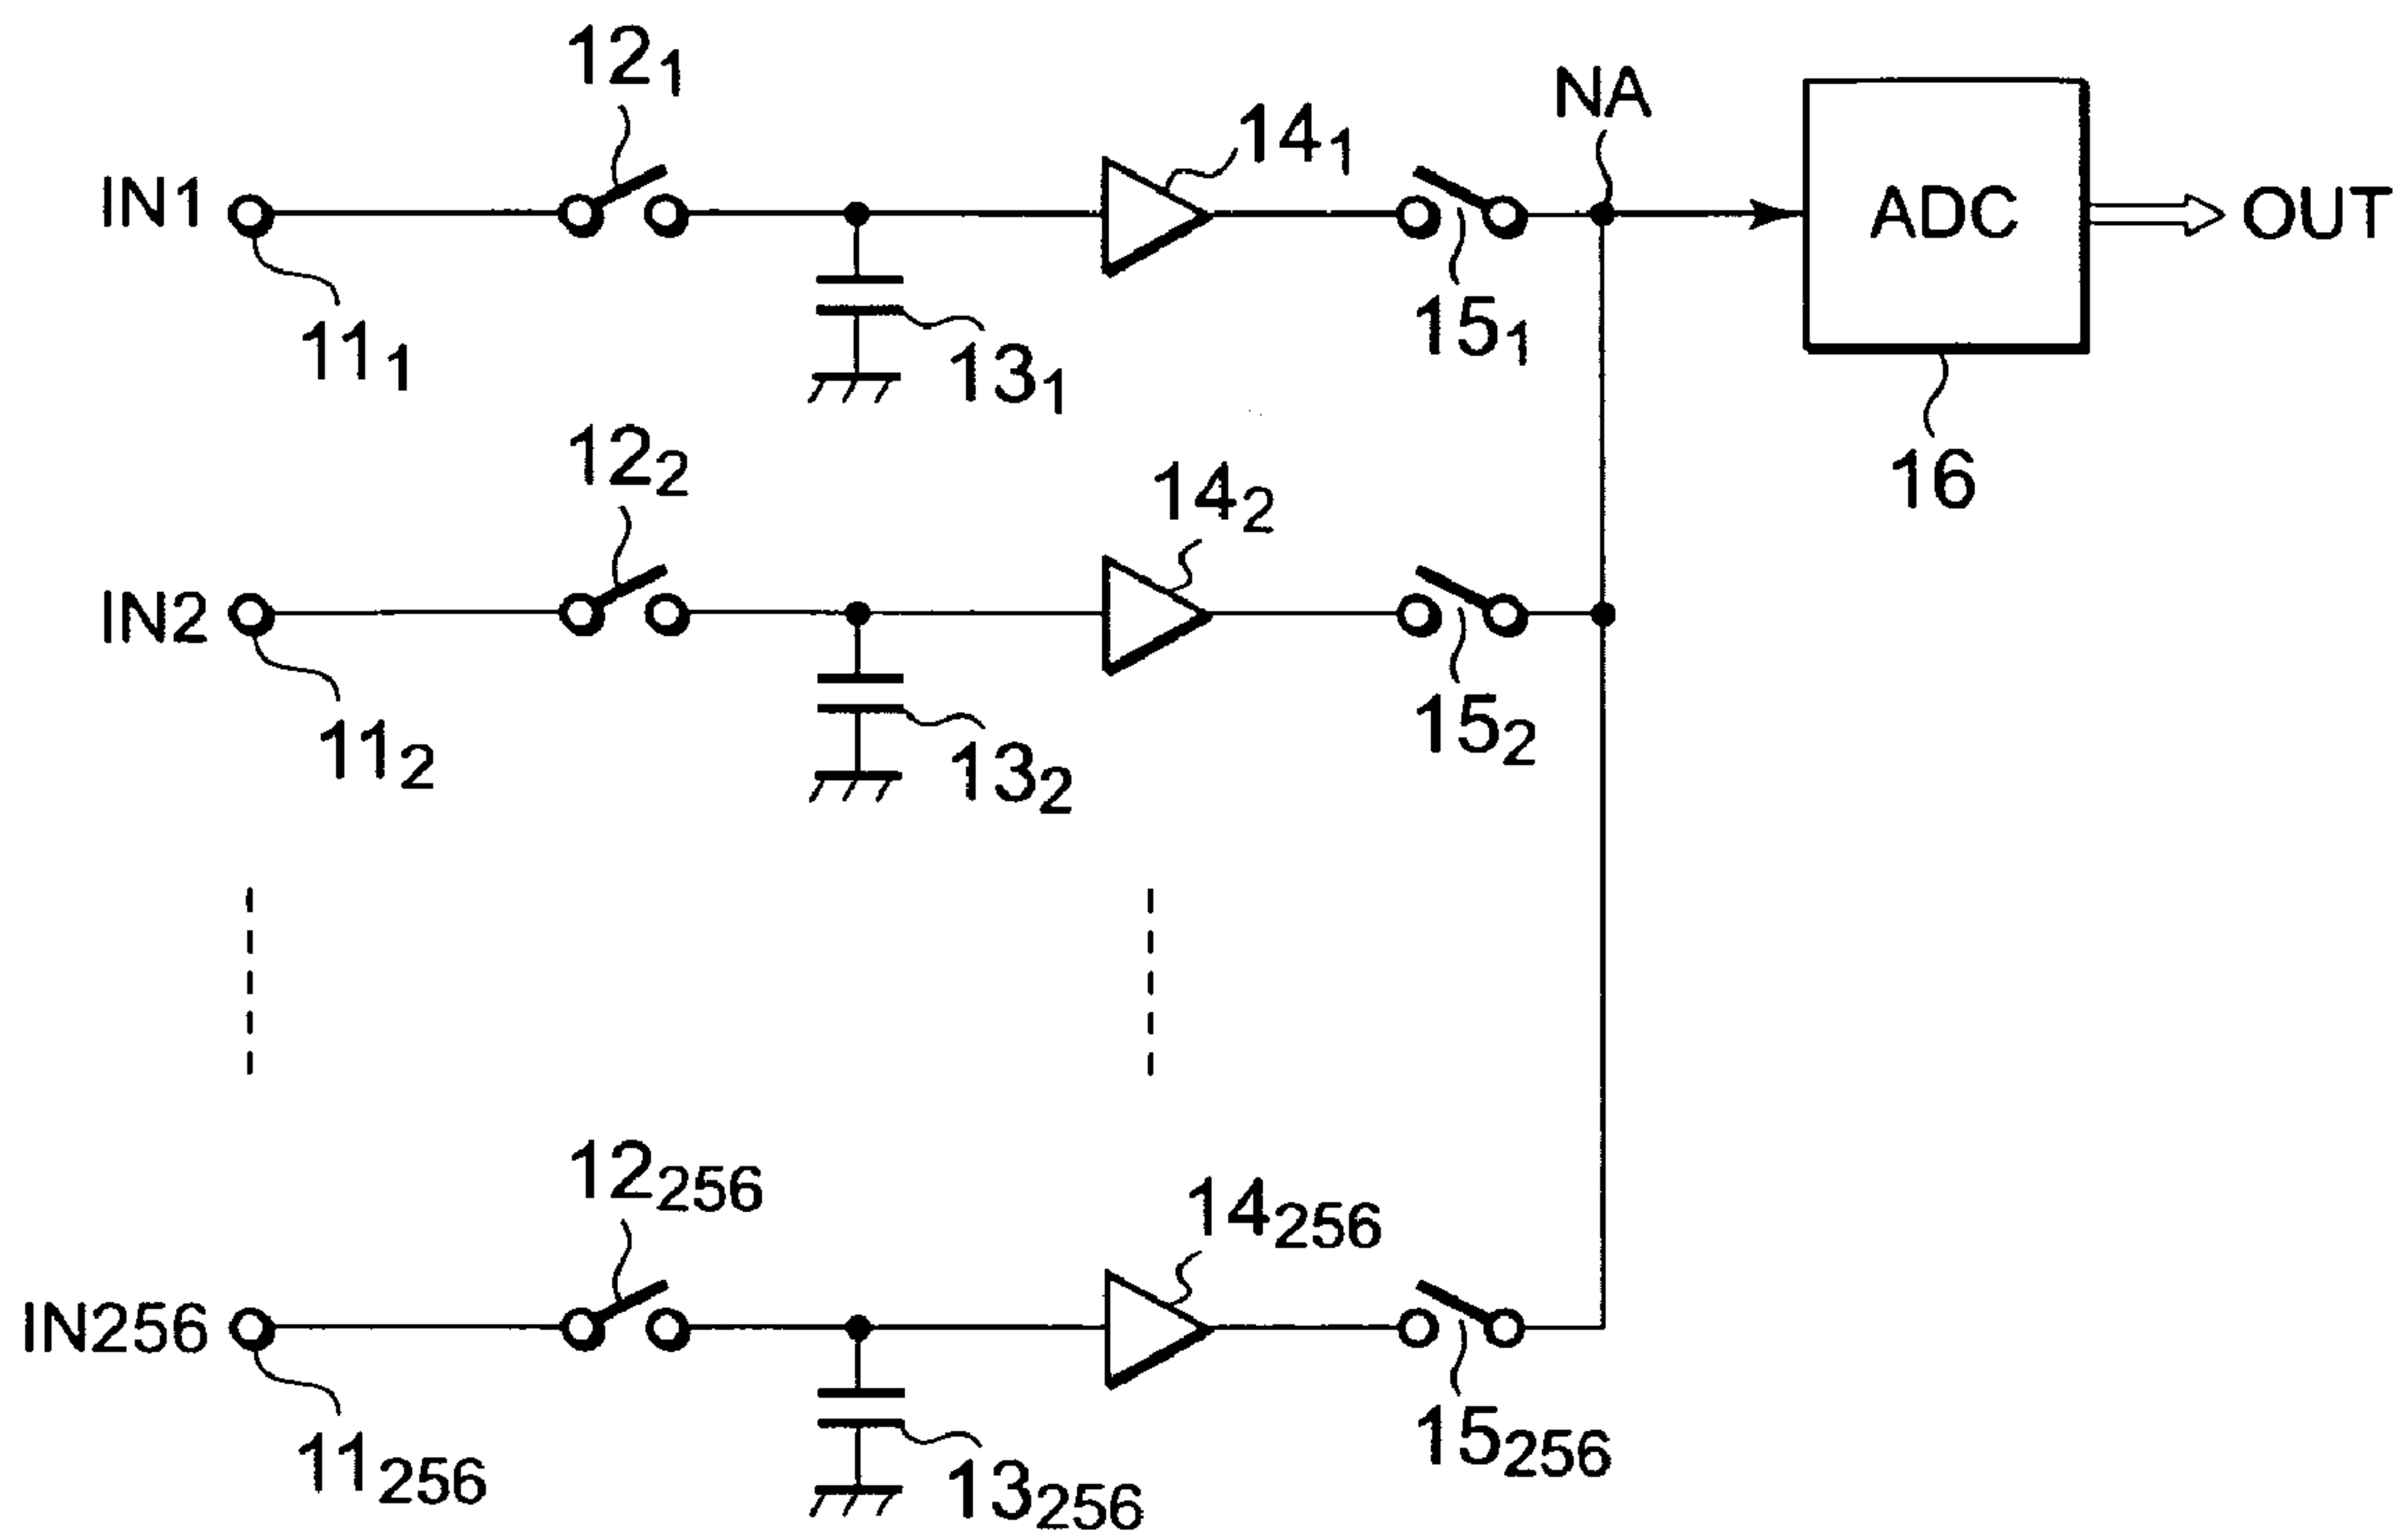 12₁
NA
14₁
IN1
ADC
OUT
11₁
13₁
15₁
16
12₂
14₂
IN2
11₂
13₂
15₂
12₂₅₆
14₂₅₆
IN256
11₂₅₆
13₂₅₆
15₂₅₆